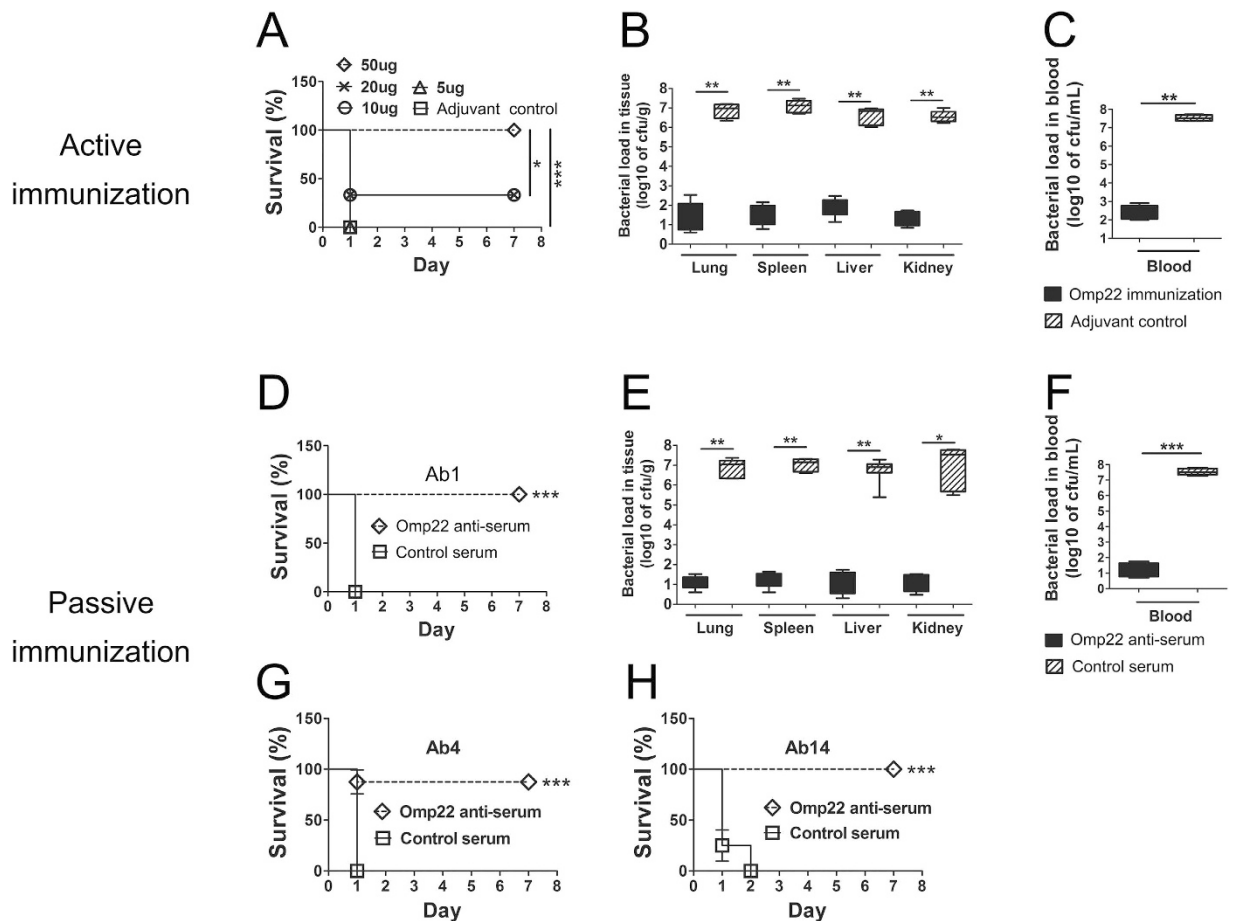 Active
immunization
A
50ug
20ug 5ug
10ug Adjuvant control
Survival (%)
150
100
50
0
0 1 2 3 4 5 6 7 8
Day
*
***
B
Bacterial load in tissue
(log10 of cfu/g)
8
7
6
5
4
3
2
1
0
** ** ** **
Lung Spleen Liver Kidney
C
Bacterial load in blood
(log10 of cfu/mL)
8
7
6
5
4
3
2
1
**
Blood
Omp22 immunization
Adjuvant control
Passive
immunization
D
Survival (%)
150
100
50
0
Ab1
***
Omp22 anti-serum
Control serum
0 1 2 3 4 5 6 7 8
Day
E
Bacterial load in tissue
(log10 of cfu/g)
8
7
6
5
4
3
2
1
0
** ** ** *
Lung Spleen Liver Kidney
F
Bacterial load in blood
(log10 of cfu/mL)
8
7
6
5
4
3
2
1
0
***
Blood
Omp22 anti-serum
Control serum
G
Survival (%)
150
100
50
0
Ab4
***
Omp22 anti-serum
Control serum
0 1 2 3 4 5 6 7 8
Day
H
Survival (%)
150
100
50
0
Ab14
***
Omp22 anti-serum
Control serum
0 1 2 3 4 5 6 7 8
Day